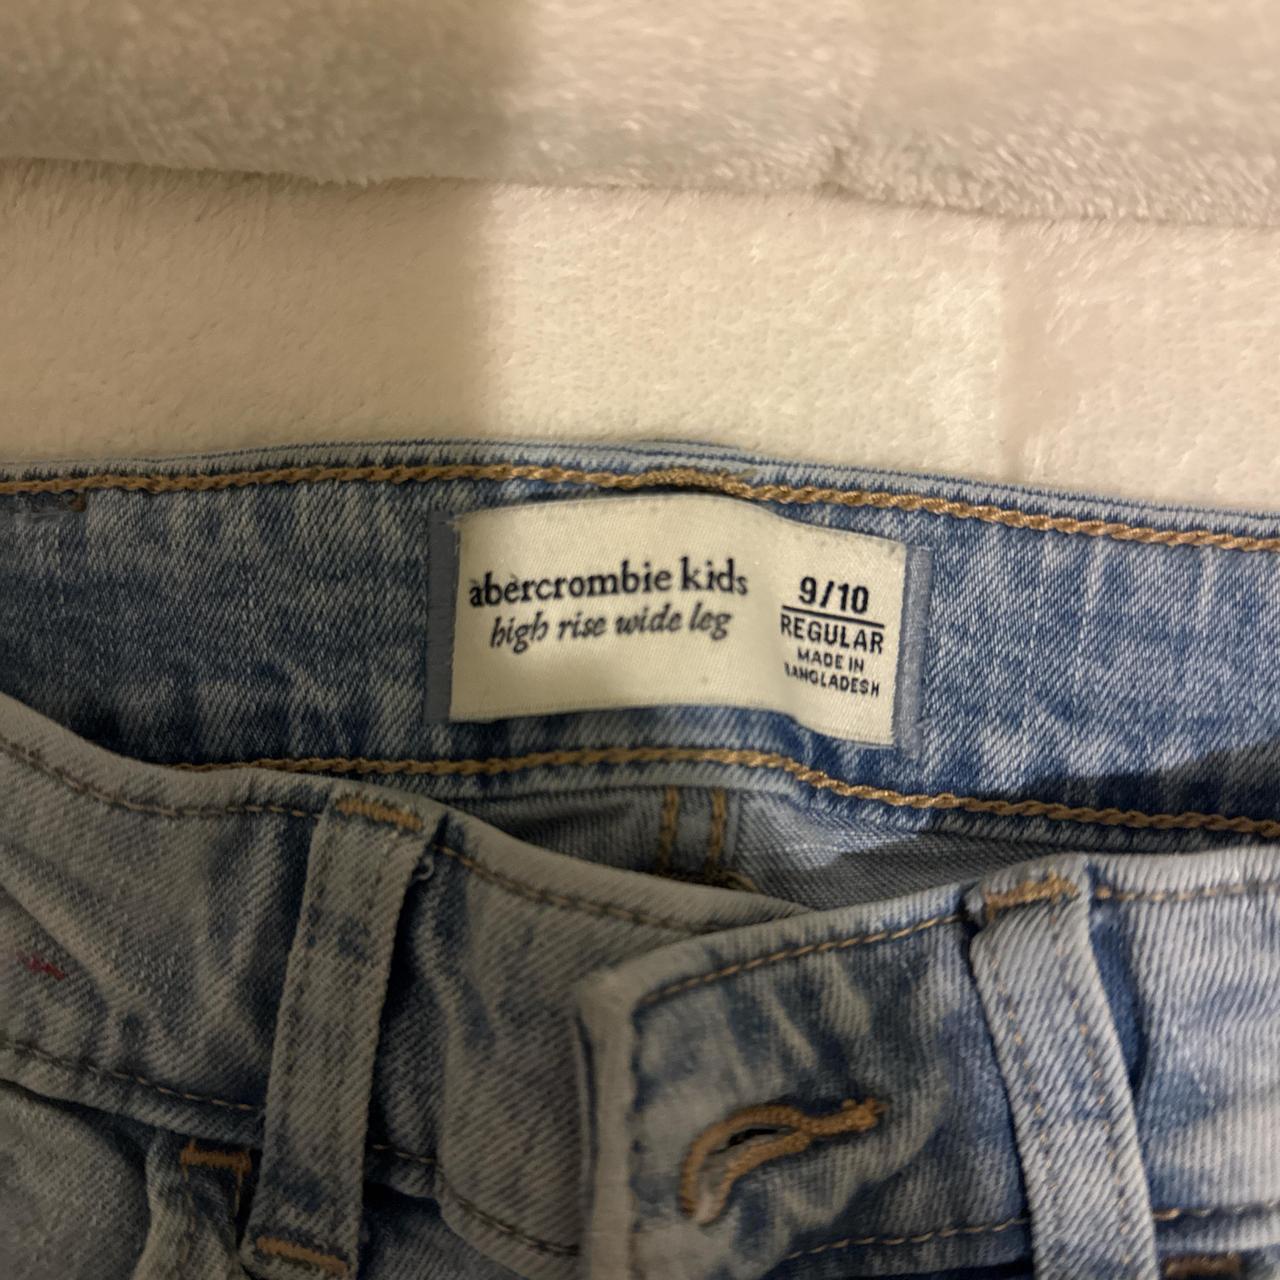 abercrombie kids
high rise wide leg
9/10
REGULAR
MADE IN
BANGLADESH